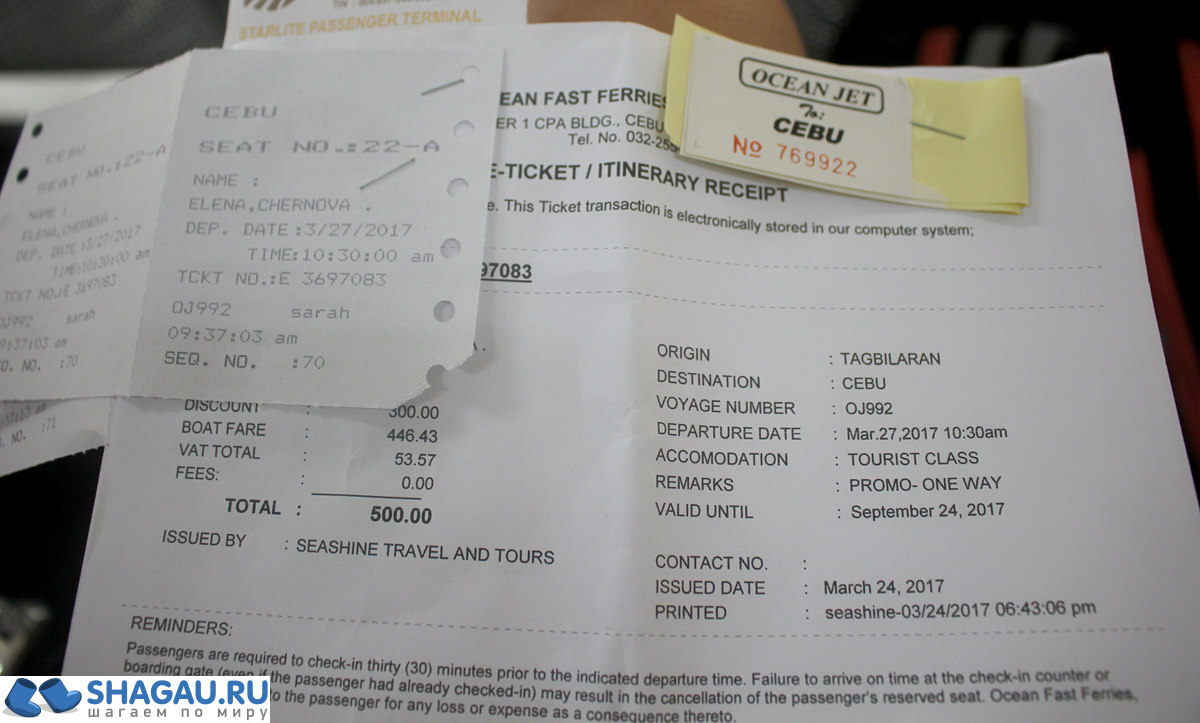 STARLITE PASSENGER TERMINAL
CEBU
SEAT NO.:22-A
NAME :
ELENA,CHERNOVA .
DEP. DATE:3/27/2017
TIME:10:30:00 am
TCKT NO.:E 3697083
OJ992 sarah
09:37:03 am
SEQ. NO. :70
CEBU
SEAT NO.:22-A
NAME :
ELENA,CHERNOVA .
DEP. DATE:3/27/2017
TIME:10:30:00 am
TCKT NO.:E 3697083
OJ992 sarah
9:37:03 am
Q. NO. :70
. NO. :71
OCEAN JET
To:
CEBU
No 769922
EAN FAST FERRIES
ER 1 CPA BLDG., CEBU
Tel. No. 032-25
E-TICKET / ITINERARY RECEIPT
e. This Ticket transaction is electronically stored in our computer system;
97083
DISCOUNT : 300.00
BOAT FARE : 446.43
VAT TOTAL : 53.57
FEES: : 0.00
TOTAL : 500.00
ISSUED BY : SEASHINE TRAVEL AND TOURS
ORIGIN : TAGBILARAN
DESTINATION : CEBU
VOYAGE NUMBER : OJ992
DEPARTURE DATE : Mar.27,2017 10:30am
ACCOMODATION : TOURIST CLASS
REMARKS : PROMO- ONE WAY
VALID UNTIL : September 24, 2017
CONTACT NO. :
ISSUED DATE : March 24, 2017
PRINTED : seashine-03/24/2017 06:43:06 pm
REMINDERS:
Passengers are required to check-in thirty (30) minutes prior to the indicated departure time. Failure to arrive on time at the check-in counter or
boarding gate (even if the passenger had already checked-in) may result in the cancellation of the passenger's reserved seat. Ocean Fast Ferries,
to the passenger for any loss or expense as a consequence thereto.
SHAGAU.RU
шагаем по миру